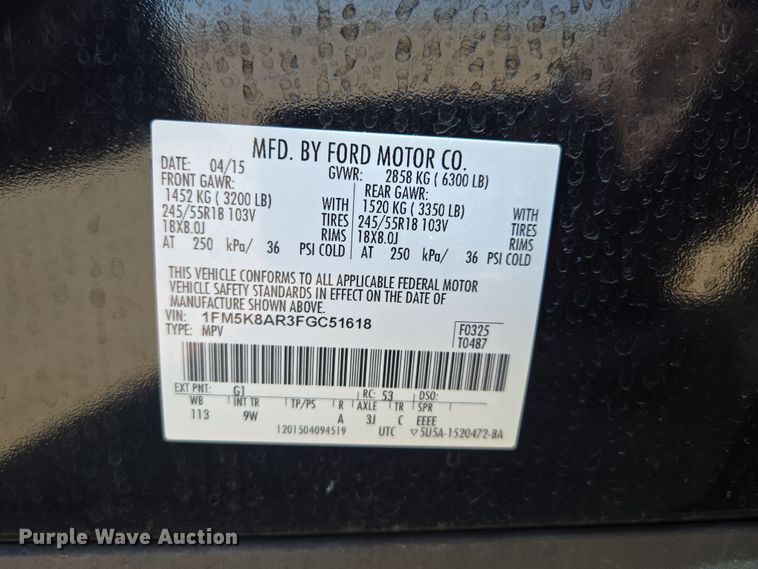 MFD. BY FORD MOTOR CO.
DATE: 04/15 GVWR: 2858 KG ( 6300 LB)
FRONT GAWR: REAR GAWR:
1452 KG ( 3200 LB) WITH 1520 KG ( 3350 LB) WITH
245/55R18 103V TIRES 245/55R18 103V TIRES
18X8.0J RIMS 18X8.0J RIMS
AT 250 kPa/ 36 PSI COLD AT 250 kPa/ 36 PSI COLD
THIS VEHICLE CONFORMS TO ALL APPLICABLE FEDERAL MOTOR
VEHICLE SAFETY STANDARDS IN EFFECT ON THE DATE OF
MANUFACTURE SHOWN ABOVE.
VIN: 1FM5K8AR3FGC51618 F0325
TYPE: MPV T0487
EXT PNT: G1 RC: 53 DSO:
WB INT TR TP/PS R AXLE TR SPR
113 9W A 3J C EEEE
1201504094519 UTC ▽5U5A-1520472-BA
Purple Wave Auction®